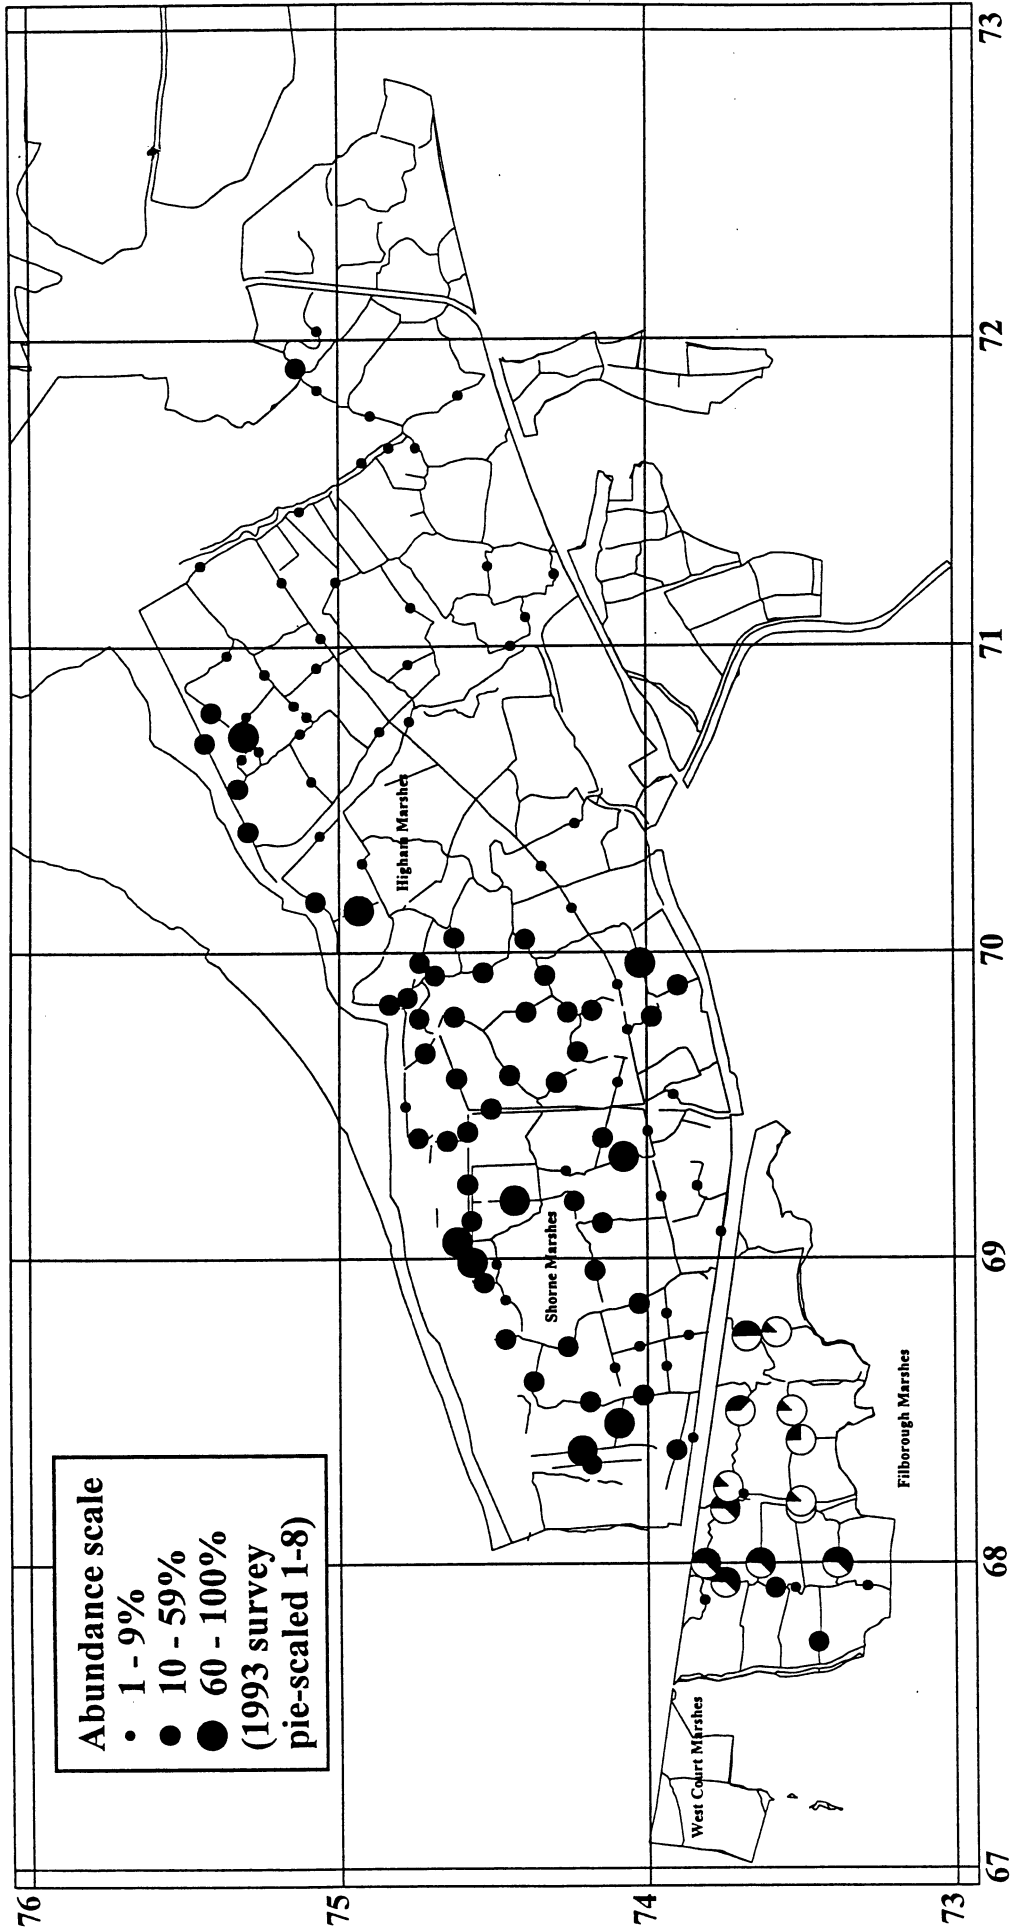 Abundance scale
1 - 9%
10 - 59%
60 - 100%
(1993 survey
pie-scaled 1-8)
Higham Marshes
Shorne Marshes
Filborough Marshes
West Court Marshes
76
75
74
73
67
68
69
70
71
72
73